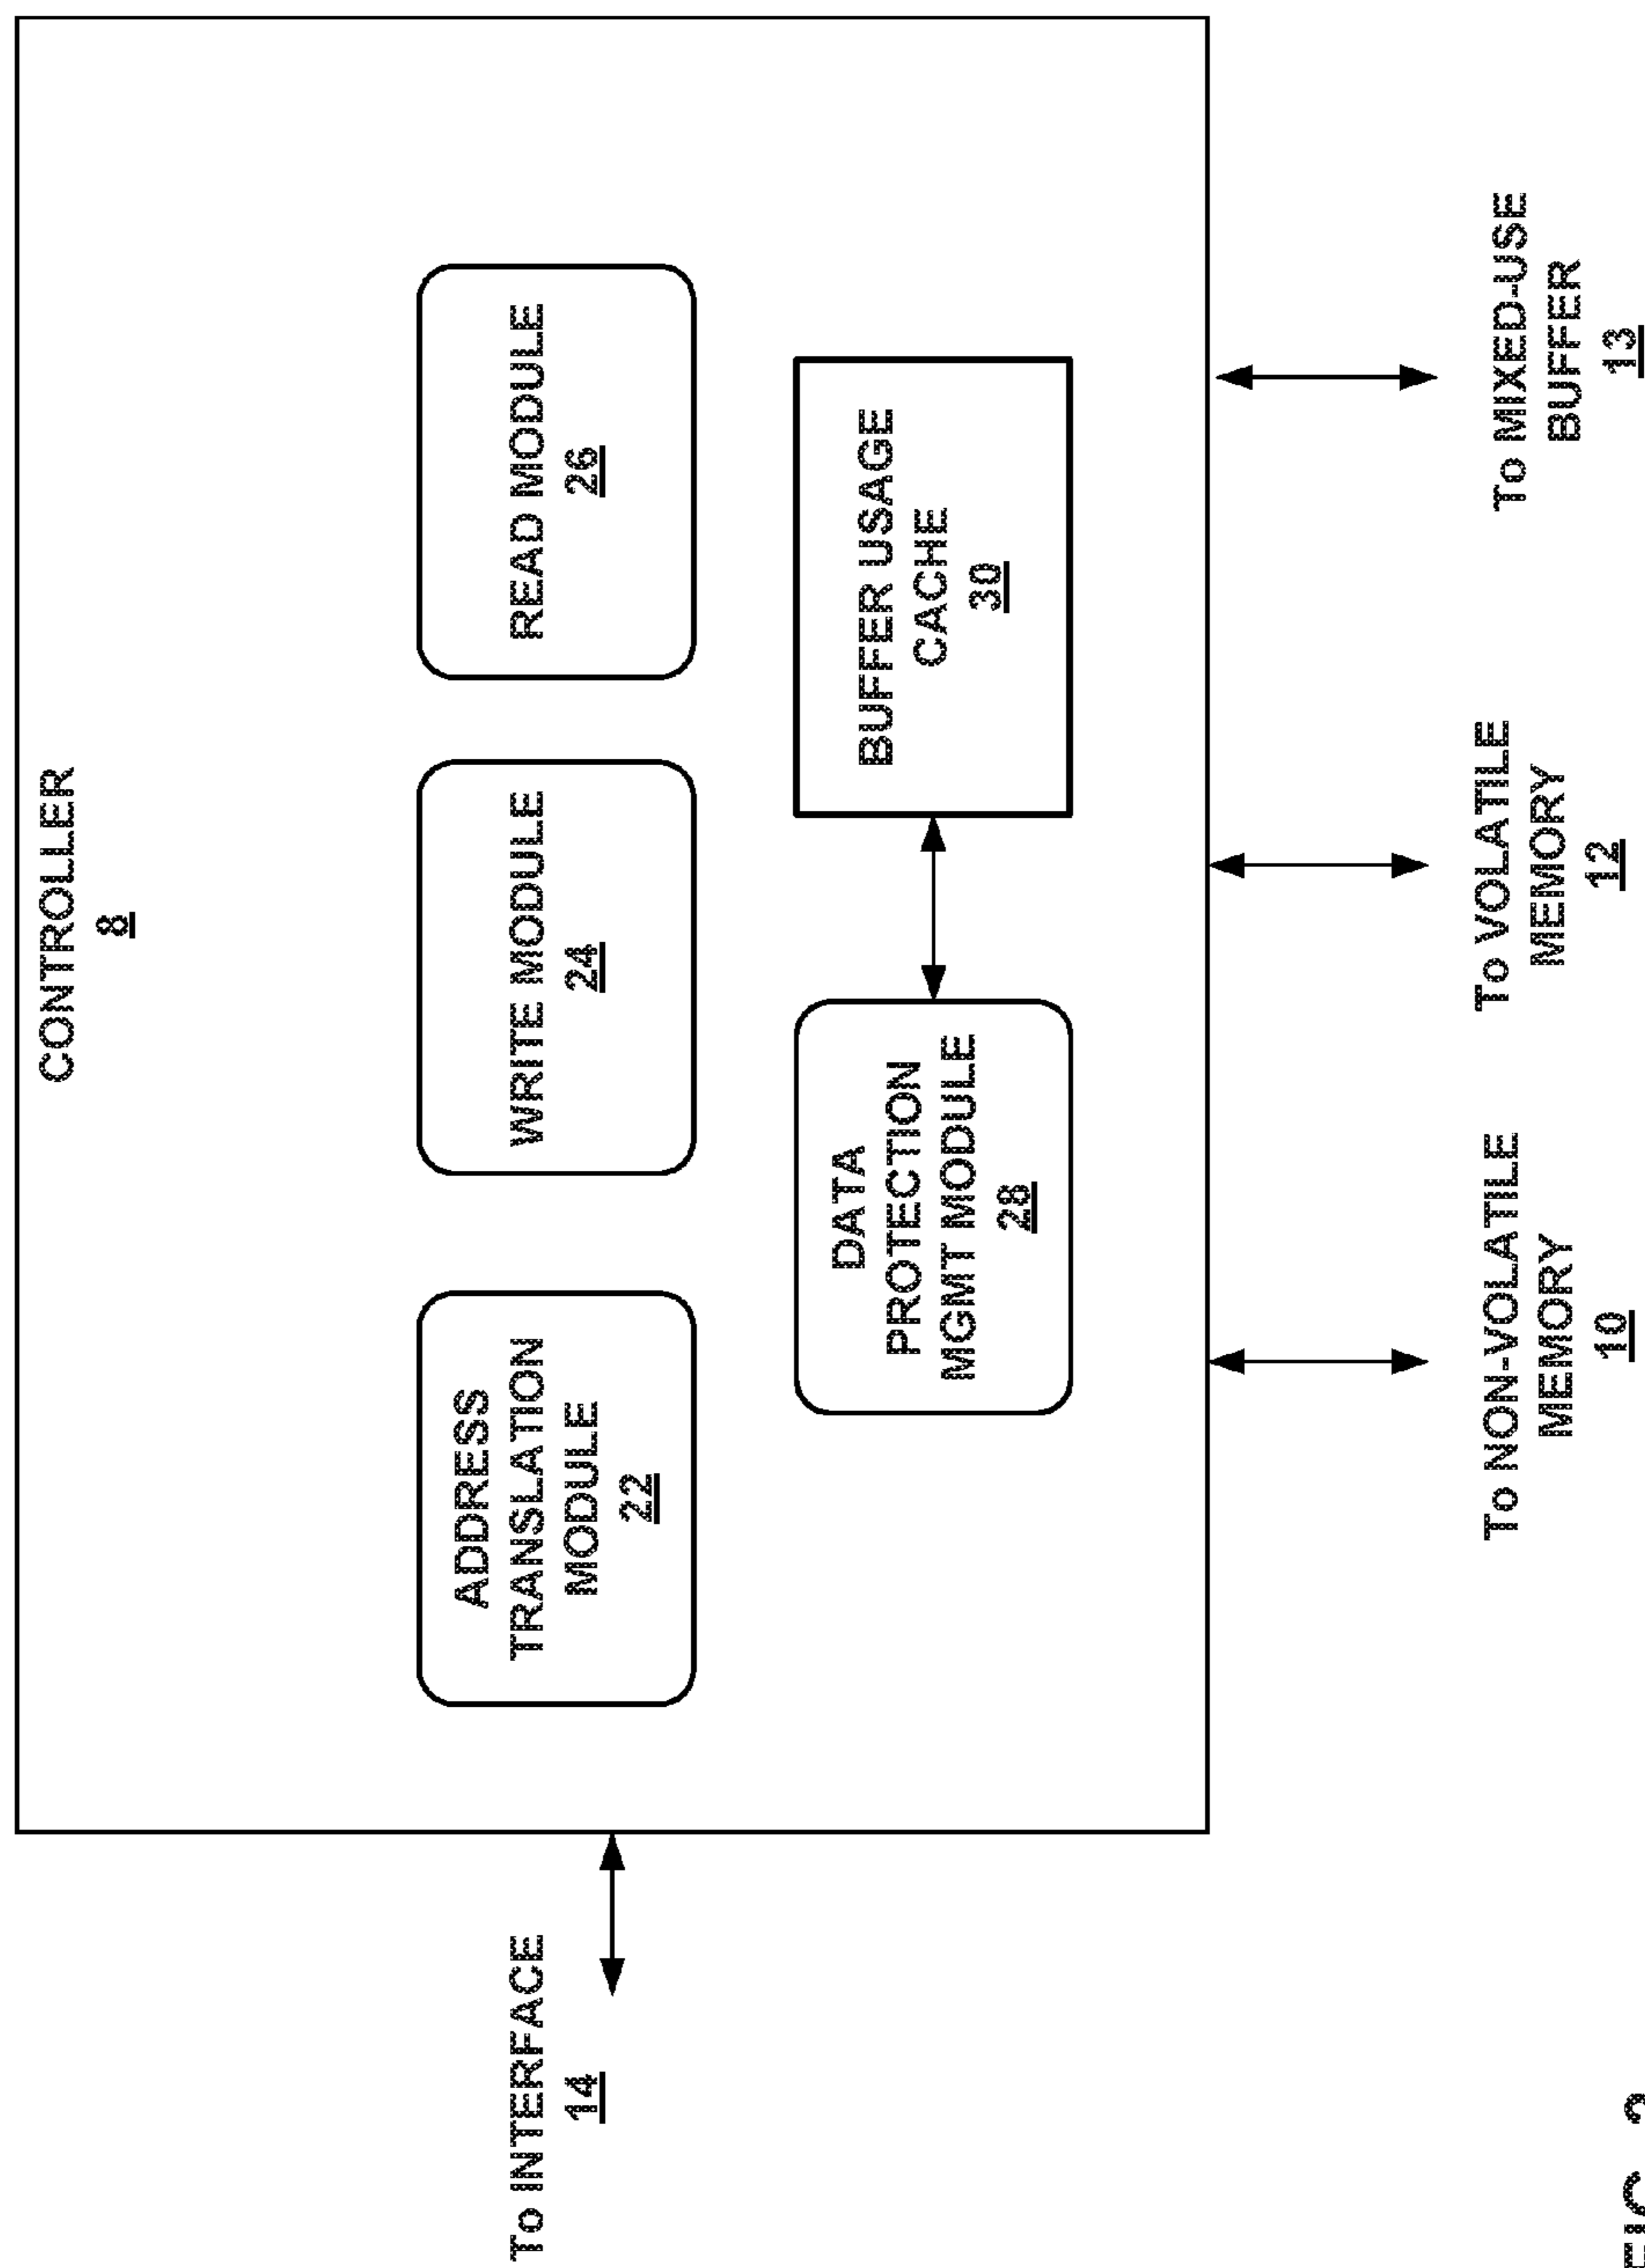 CONTROLLER
8
ADDRESS
TRANSLATION
MODULE
22
WRITE MODULE
24
READ MODULE
26
DATA
PROTECTION
MGMT MODULE
28
BUFFER USAGE
CACHE
30
To INTERFACE
14
To NON-VOLATILE
MEMORY
10
To VOLATILE
MEMORY
12
To MIXED-USE
BUFFER
13